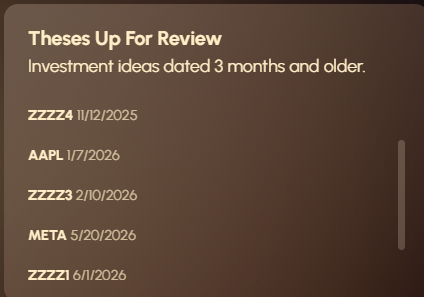 Theses Up For Review
Investment ideas dated 3 months and older.
ZZZZ4 11/12/2025
AAPL 1/7/2026
ZZZZ3 2/10/2026
META 5/20/2026
ZZZZ1 6/1/2026